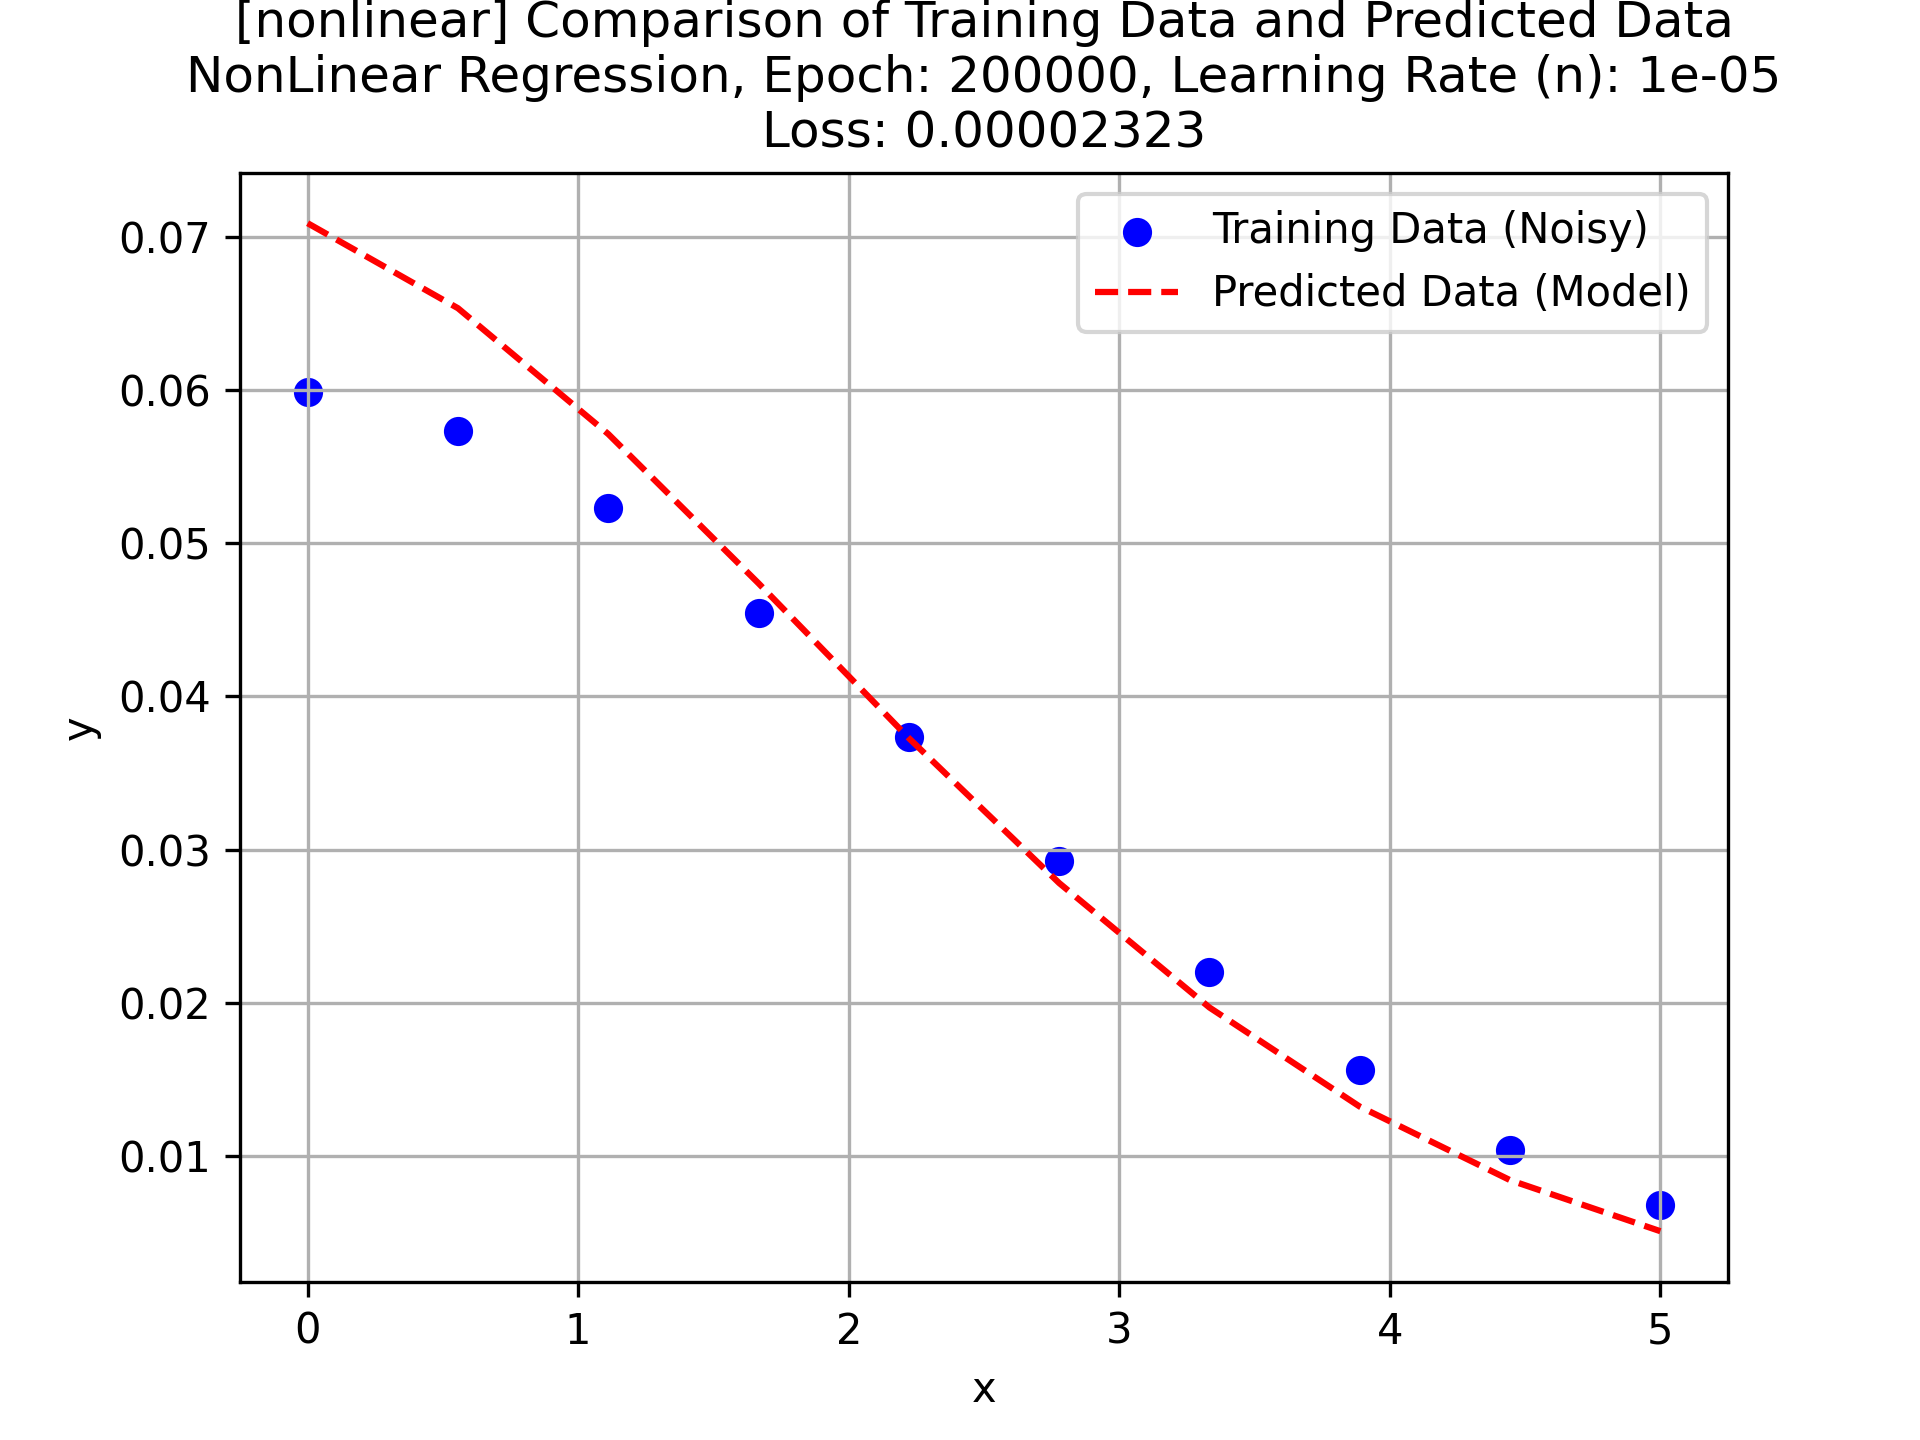 [nonlinear] Comparison of Training Data and Predicted Data
NonLinear Regression, Epoch: 200000, Learning Rate (n): 1e-05
Loss: 0.00002323
Training Data (Noisy)
Predicted Data (Model)
0.07
0.06
0.05
0.04
0.03
0.02
0.01
y
0 1 2 3 4 5
x